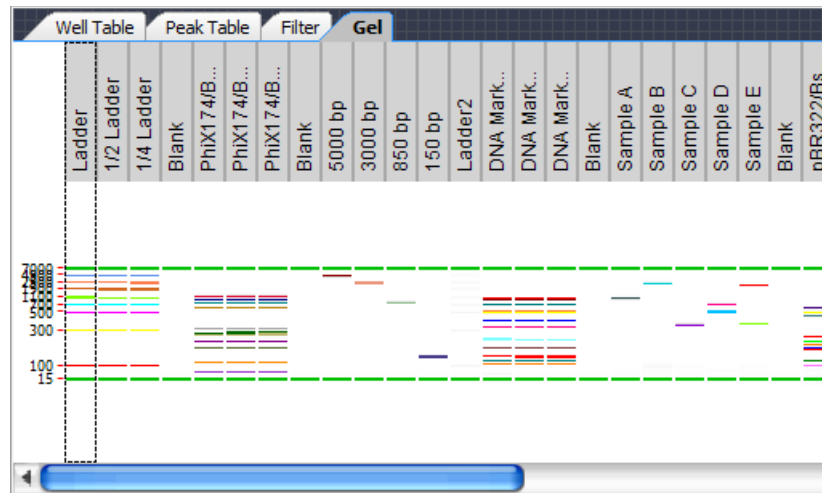 Well Table
Peak Table
Filter
Gel
Ladder
1/2 Ladder
1/4 Ladder
Blank
PhiX174/B...
PhiX174/B...
PhiX174/B...
Blank
5000 bp
3000 bp
850 bp
150 bp
Ladder2
DNA Mark...
DNA Mark...
DNA Mark...
Blank
Sample A
Sample B
Sample C
Sample D
Sample E
Blank
7000
500
300
100
15